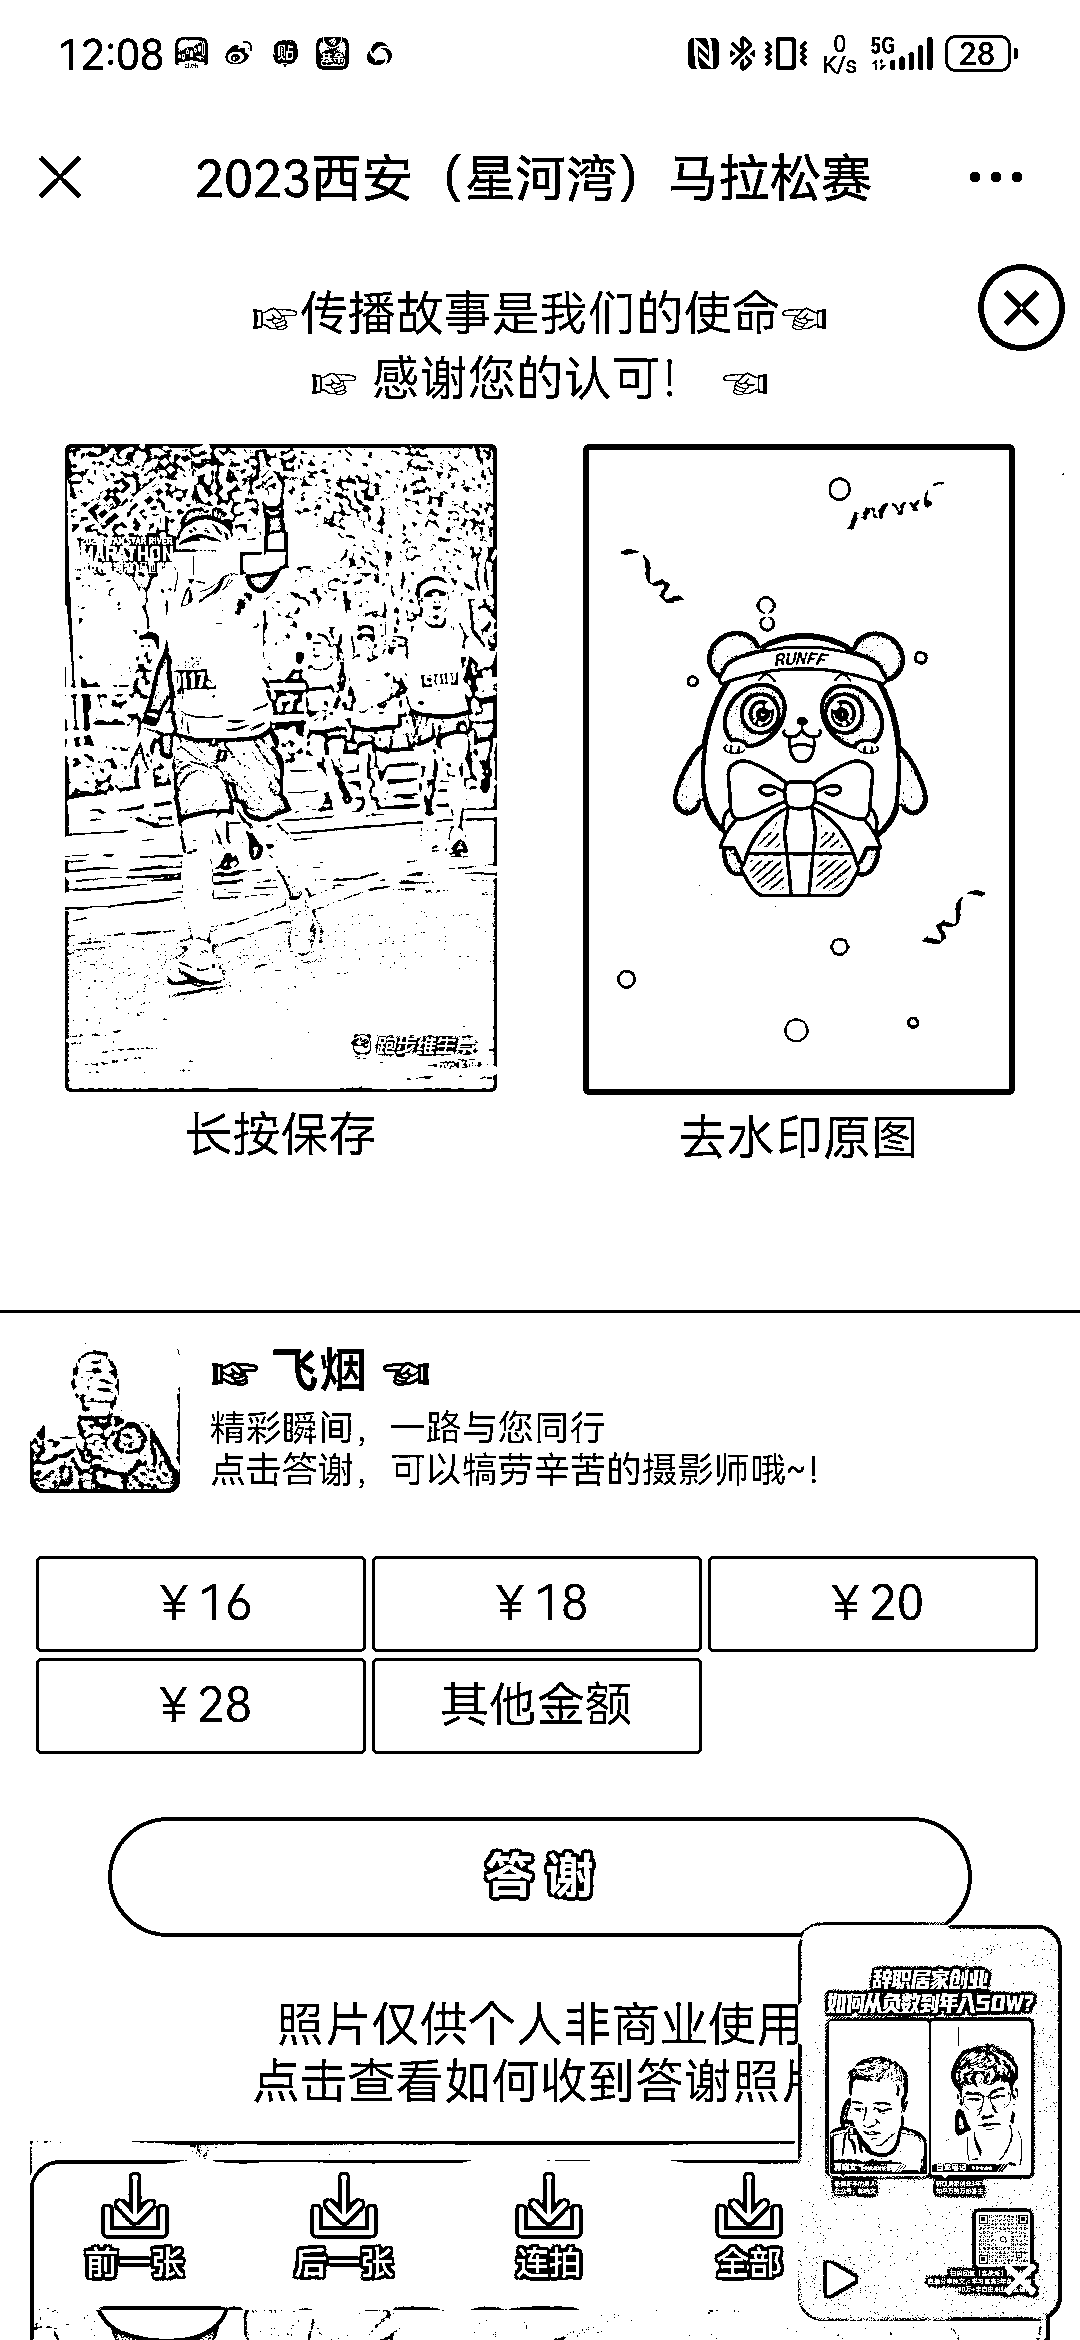 12:08
0
K/s
5G
28
2023西安（星河湾）马拉松赛
传播故事是我们的使命
感谢您的认可！
MARATHON
RUNFF
跑步维生素
长按保存
去水印原图
飞烟
精彩瞬间，一路与您同行
点击答谢，可以犒劳辛苦的摄影师哦~！
￥16
￥18
￥20
￥28
其他金额
答谢
照片仅供个人非商业使用
点击查看如何收到答谢照片
辞职居家创业
如何从负数到年入50W?
前一张
后一张
连拍
全部